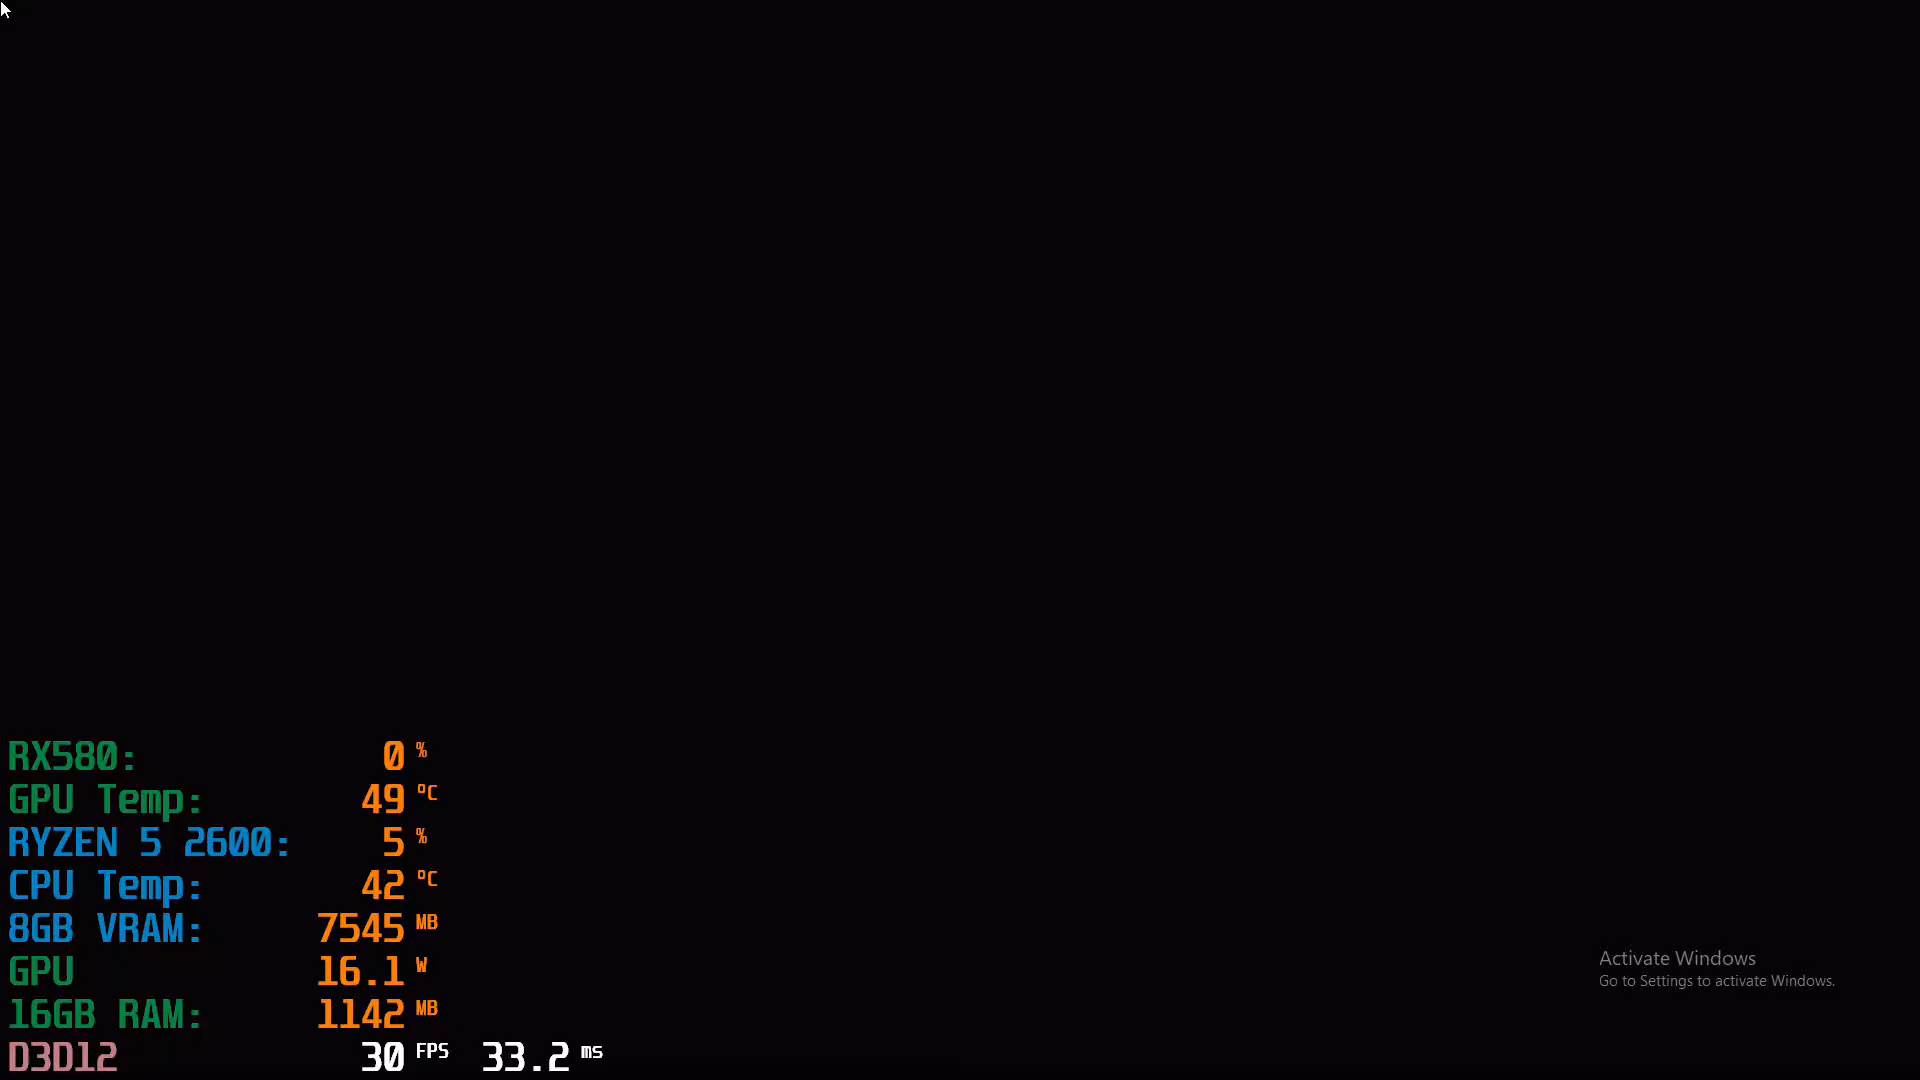 RX580: 0 %
GPU Temp: 49 °C
RYZEN 5 2600: 5 %
CPU Temp: 42 °C
8GB VRAM: 7545 MB
GPU 16.1 W
16GB RAM: 1142 MB
D3D12 30 FPS 33.2 ms
Activate Windows
Go to Settings to activate Windows.